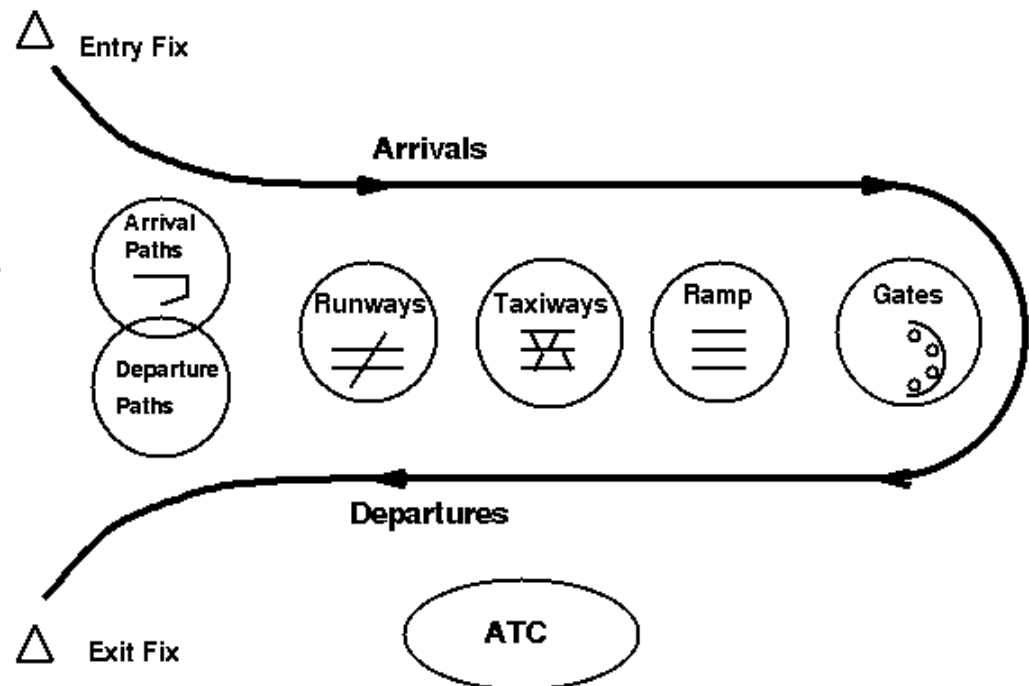 Entry Fix
Arrivals
Arrival
Paths
Departure
Paths
Runways
Taxiways
Ramp
Gates
Departures
ATC
Exit Fix